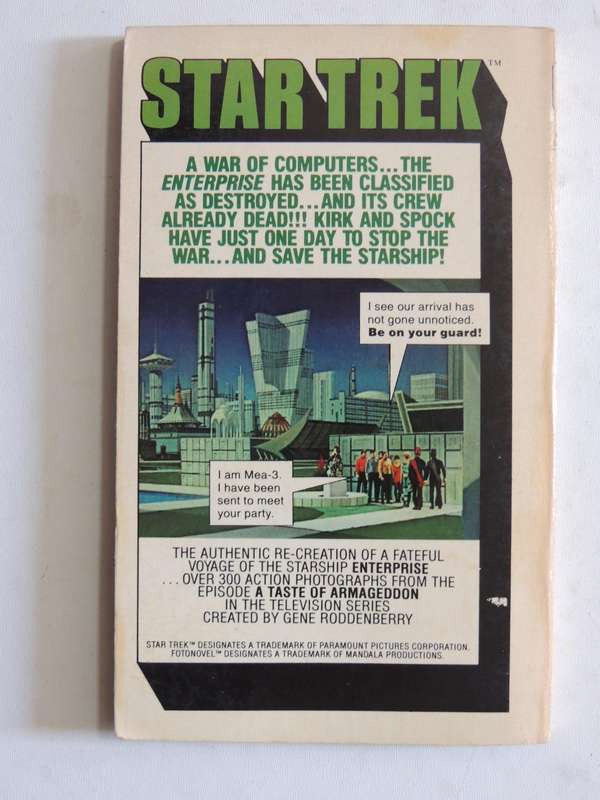 STAR TREK™
A WAR OF COMPUTERS...THE
ENTERPRISE HAS BEEN CLASSIFIED
AS DESTROYED...AND ITS CREW
ALREADY DEAD!!! KIRK AND SPOCK
HAVE JUST ONE DAY TO STOP THE
WAR...AND SAVE THE STARSHIP!
I see our arrival has
not gone unnoticed.
Be on your guard!
I am Mea-3.
I have been
sent to meet
your party.
THE AUTHENTIC RE-CREATION OF A FATEFUL
VOYAGE OF THE STARSHIP ENTERPRISE
...OVER 300 ACTION PHOTOGRAPHS FROM THE
EPISODE A TASTE OF ARMAGEDDON
IN THE TELEVISION SERIES
CREATED BY GENE RODDENBERRY
STAR TREK™ DESIGNATES A TRADEMARK OF PARAMOUNT PICTURES CORPORATION.
FOTONOVEL™ DESIGNATES A TRADEMARK OF MANDALA PRODUCTIONS.